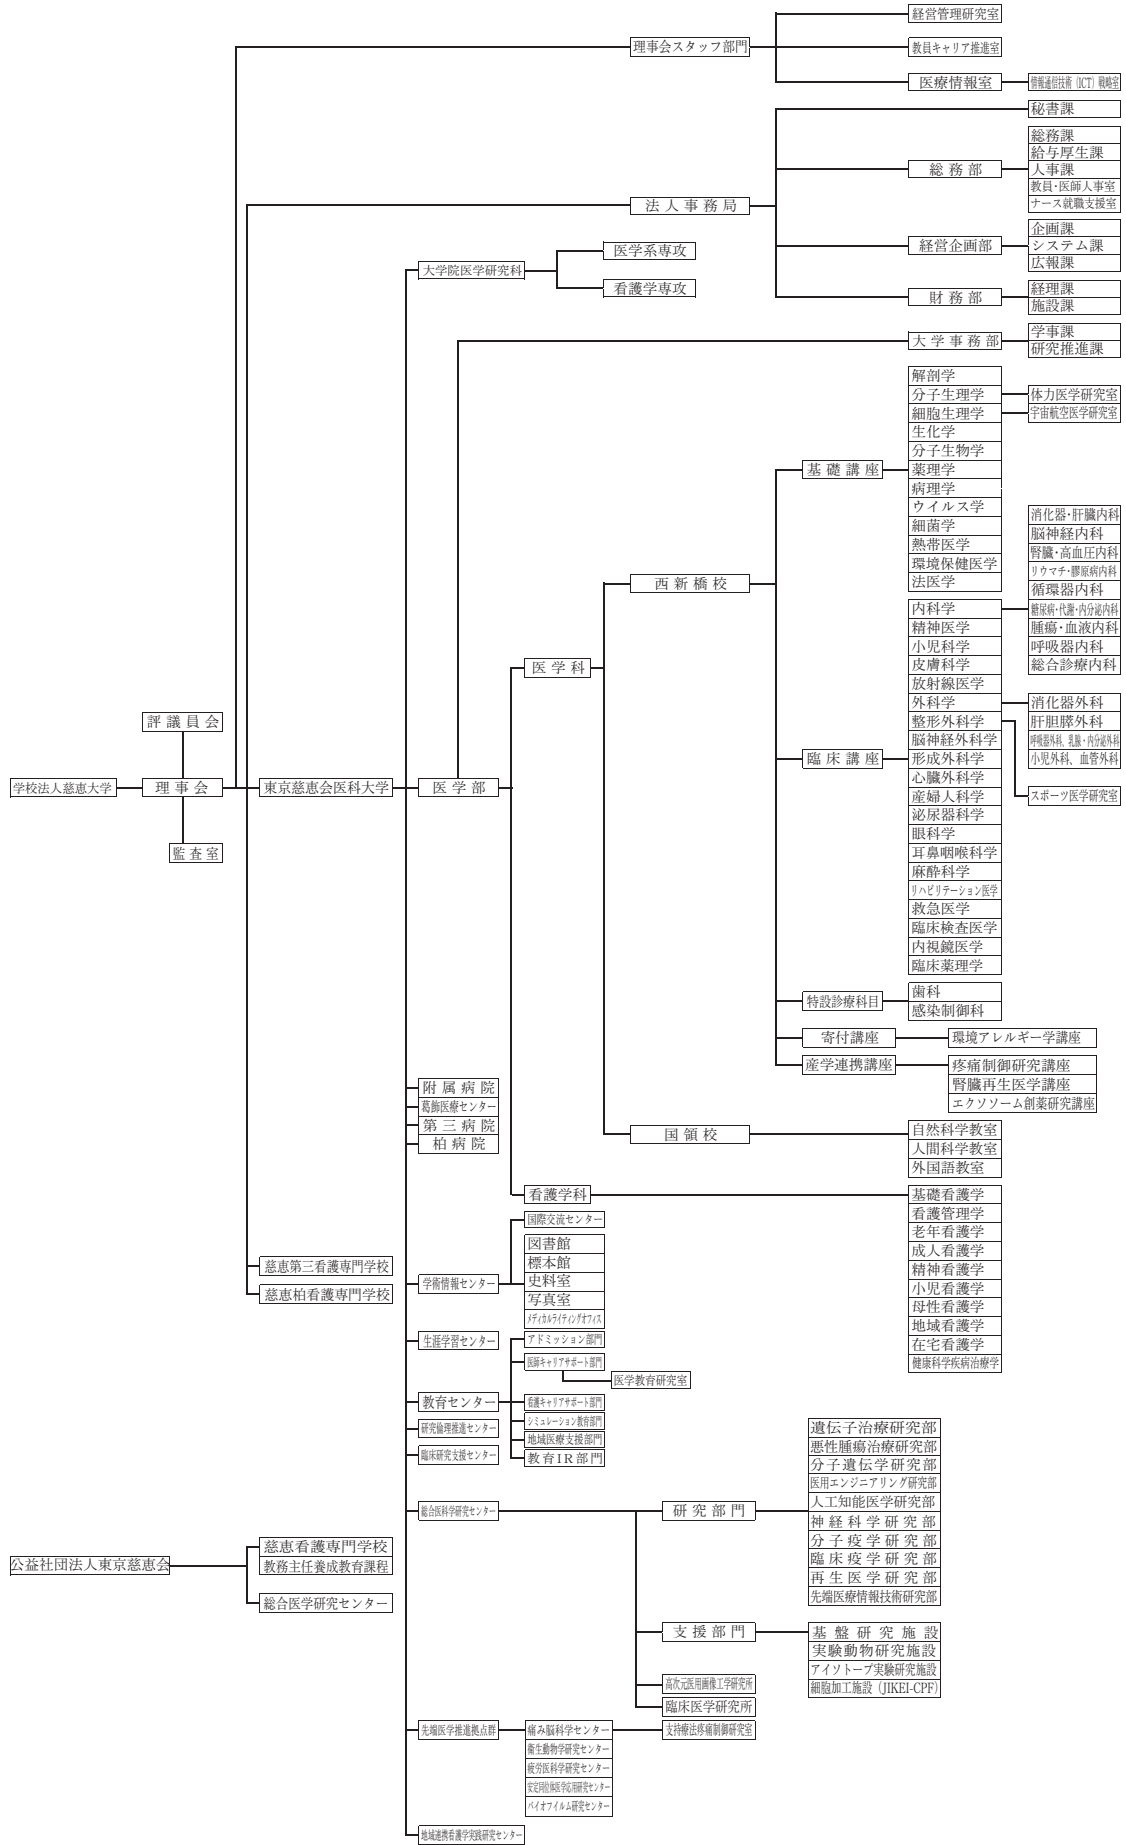 経営管理研究室
理事会スタッフ部門
教員キャリア推進室
医療情報室
情報通信技術（ICT）戦略室
秘書課
総務課
給与厚生課
総務部
人事課
教員・医師人事室
ナース就職支援室
法人事務局
企画課
経営企画部
システム課
広報課
経理課
財務部
施設課
大学院医学研究科
医学系専攻
看護学専攻
大学事務部
学事課
研究推進課
解剖学
分子生理学
体力医学研究室
細胞生理学
宇宙航空医学研究室
生化学
分子生物学
基礎講座
薬理学
病理学
ウイルス学
細菌学
熱帯医学
環境保健医学
法医学
西新橋校
消化器・肝臓内科
脳神経内科
腎臓・高血圧内科
リウマチ・膠原病内科
循環器内科
糖尿病・代謝・内分泌内科
腫瘍・血液内科
呼吸器内科
総合診療内科
内科学
精神医学
小児科学
皮膚科学
放射線医学
外科学
整形外科学
脳神経外科学
形成外科学
心臓外科学
産婦人科学
泌尿器科学
眼科学
耳鼻咽喉科学
麻酔科学
リハビリテーション医学
救急医学
臨床検査医学
内視鏡医学
臨床薬理学
医学科
臨床講座
消化器外科
肝胆膵外科
呼吸器外科、乳腺・内分泌外科
小児外科、血管外科
スポーツ医学研究室
評議員会
学校法人慈恵大学
理事会
東京慈恵会医科大学
医学部
監査室
特設診療科目
歯科
感染制御科
寄付講座
環境アレルギー学講座
産学連携講座
疼痛制御研究講座
腎臓再生医学講座
エクソソーム創薬研究講座
附属病院
葛飾医療センター
第三病院
柏病院
国領校
自然科学教室
人間科学教室
外国語教室
看護学科
基礎看護学
看護管理学
老年看護学
成人看護学
精神看護学
小児看護学
母性看護学
地域看護学
在宅看護学
健康科学疾病治療学
慈恵第三看護専門学校
慈恵柏看護専門学校
国際交流センター
学術情報センター
図書館
標本館
史料室
写真室
メディカルライティングオフィス
生涯学習センター
アドミッション部門
医師キャリアサポート部門
医学教育研究室
教育センター
看護キャリアサポート部門
シミュレーション教育部門
地域医療支援部門
教育IR部門
研究倫理推進センター
臨床研究支援センター
総合医科学研究センター
研究部門
遺伝子治療研究部
悪性腫瘍治療研究部
分子遺伝学研究部
医用エンジニアリング研究部
人工知能医学研究部
神経科学研究部
分子疫学研究部
臨床疫学研究部
再生医学研究部
先端医療情報技術研究部
公益社団法人東京慈恵会
慈恵看護専門学校
教務主任養成教育課程
総合医学研究センター
支援部門
基盤研究施設
実験動物研究施設
アイソトープ実験研究施設
細胞加工施設（JIKEI-CPF）
高次元医用画像工学研究所
臨床医学研究所
先端医学推進拠点群
痛み脳科学センター
支持療法疼痛制御研究室
衛生動物学研究センター
疲労医科学研究センター
安定同位体医学応用研究センター
バイオフィルム研究センター
地域連携看護学実践研究センター